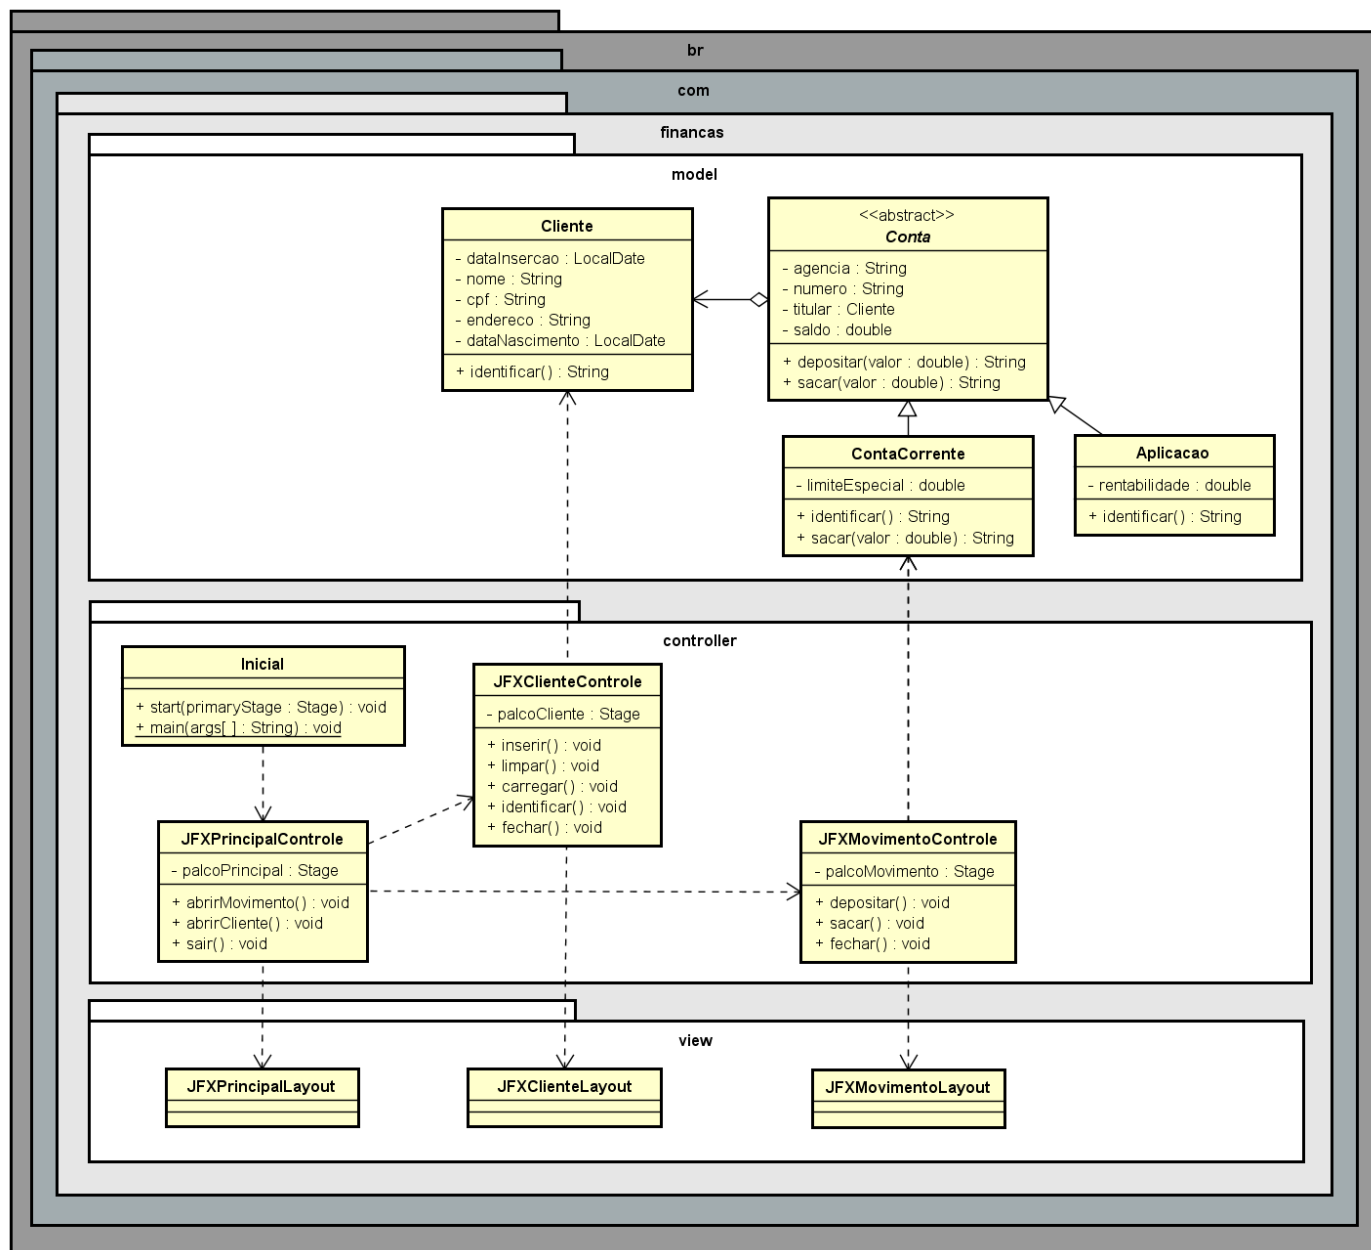 br
com
financas
model
Cliente
- dataInsercao : LocalDate
- nome : String
- cpf : String
- endereco : String
- dataNascimento : LocalDate
+ identificar() : String
<<abstract>>
Conta
- agencia : String
- numero : String
- titular : Cliente
- saldo : double
+ depositar(valor : double) : String
+ sacar(valor : double) : String
ContaCorrente
- limiteEspecial : double
+ identificar() : String
+ sacar(valor : double) : String
Aplicacao
- rentabilidade : double
+ identificar() : String
controller
Inicial
+ start(primaryStage : Stage) : void
+ main(args[ ] : String) : void
JFXClienteControle
- palcoCliente : Stage
+ inserir() : void
+ limpar() : void
+ carregar() : void
+ identificar() : void
+ fechar() : void
JFXPrincipalControle
- palcoPrincipal : Stage
+ abrirMovimento() : void
+ abrirCliente() : void
+ sair() : void
JFXMovimentoControle
- palcoMovimento : Stage
+ depositar() : void
+ sacar() : void
+ fechar() : void
view
JFXPrincipalLayout
JFXClienteLayout
JFXMovimentoLayout